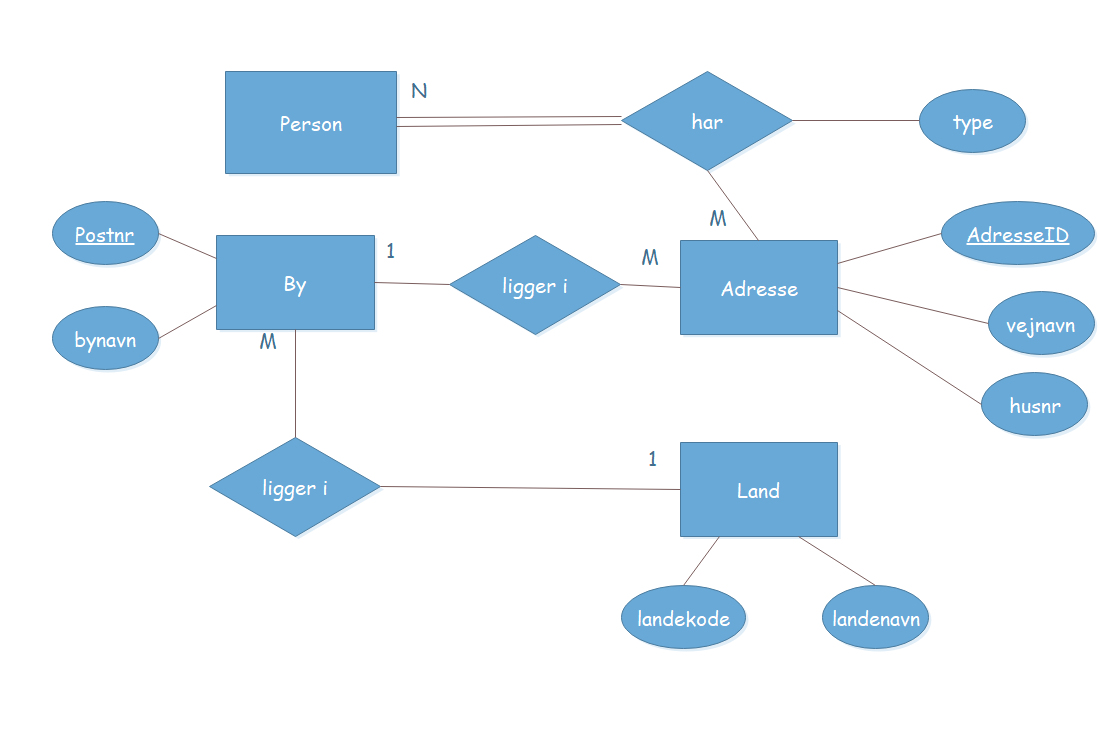 N
Person
har
type
M
Postnr
AdresseID
1
M
By
ligger i
Adresse
vejnavn
bynavn
M
husnr
1
ligger i
Land
landekode
landenavn